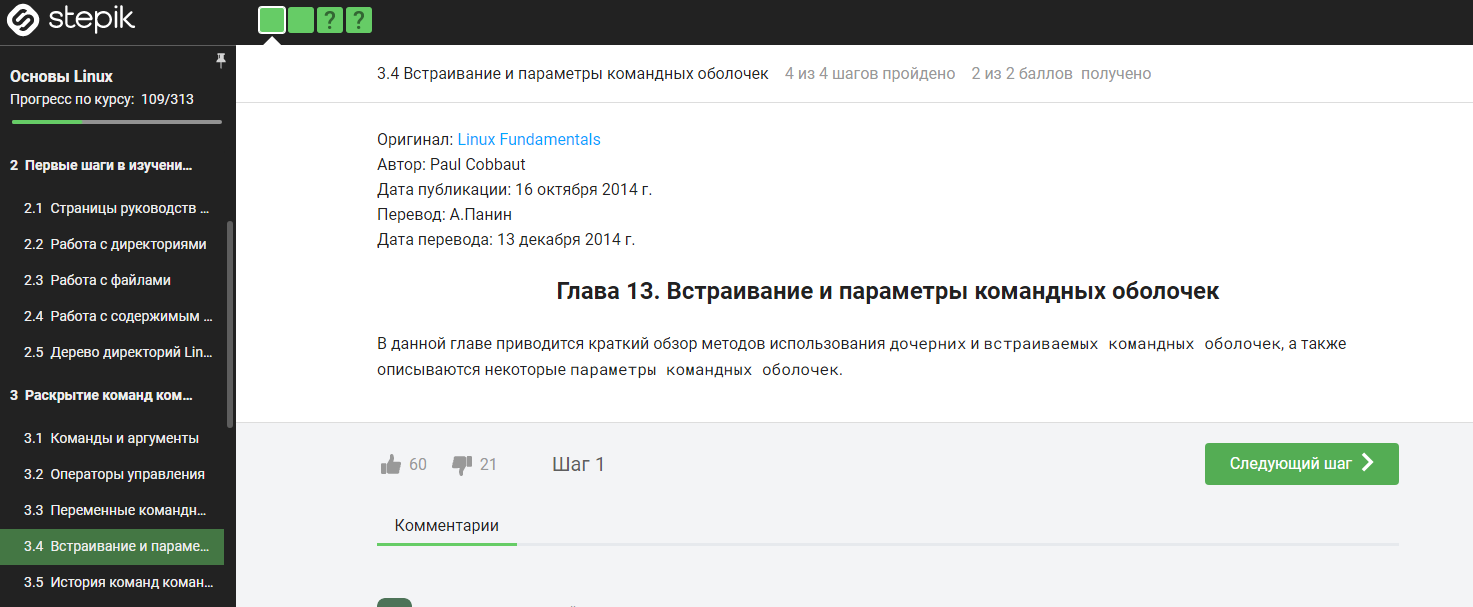 stepik
? ?
Основы Linux
Прогресс по курсу: 109/313
2 Первые шаги в изучени...
2.1 Страницы руководств ...
2.2 Работа с директориями
2.3 Работа с файлами
2.4 Работа с содержимым ...
2.5 Дерево директорий Lin...
3 Раскрытие команд ком...
3.1 Команды и аргументы
3.2 Операторы управления
3.3 Переменные командн...
3.4 Встраивание и параме...
3.5 История команд коман...
3.4 Встраивание и параметры командных оболочек 4 из 4 шагов пройдено 2 из 2 баллов получено
Оригинал: Linux Fundamentals
Автор: Paul Cobbaut
Дата публикации: 16 октября 2014 г.
Перевод: А.Панин
Дата перевода: 13 декабря 2014 г.
Глава 13. Встраивание и параметры командных оболочек
В данной главе приводится краткий обзор методов использования дочерних и встраиваемых командных оболочек, а также
описываются некоторые параметры командных оболочек.
60 21 Шаг 1 Следующий шаг
Комментарии